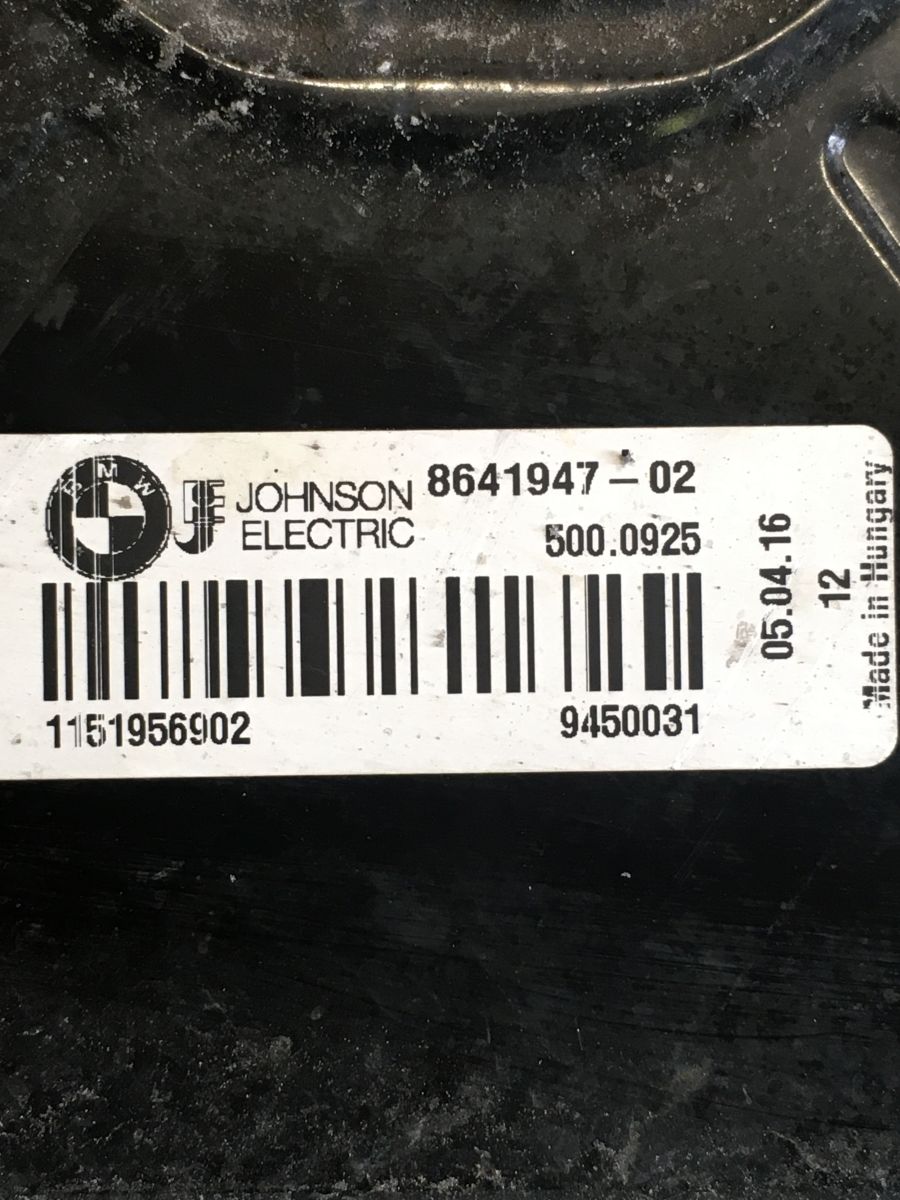 BMW
JOHNSON
ELECTRIC
8641947-02
500.0925
1151956902
9450031
05.04.16
12
Made in Hungary